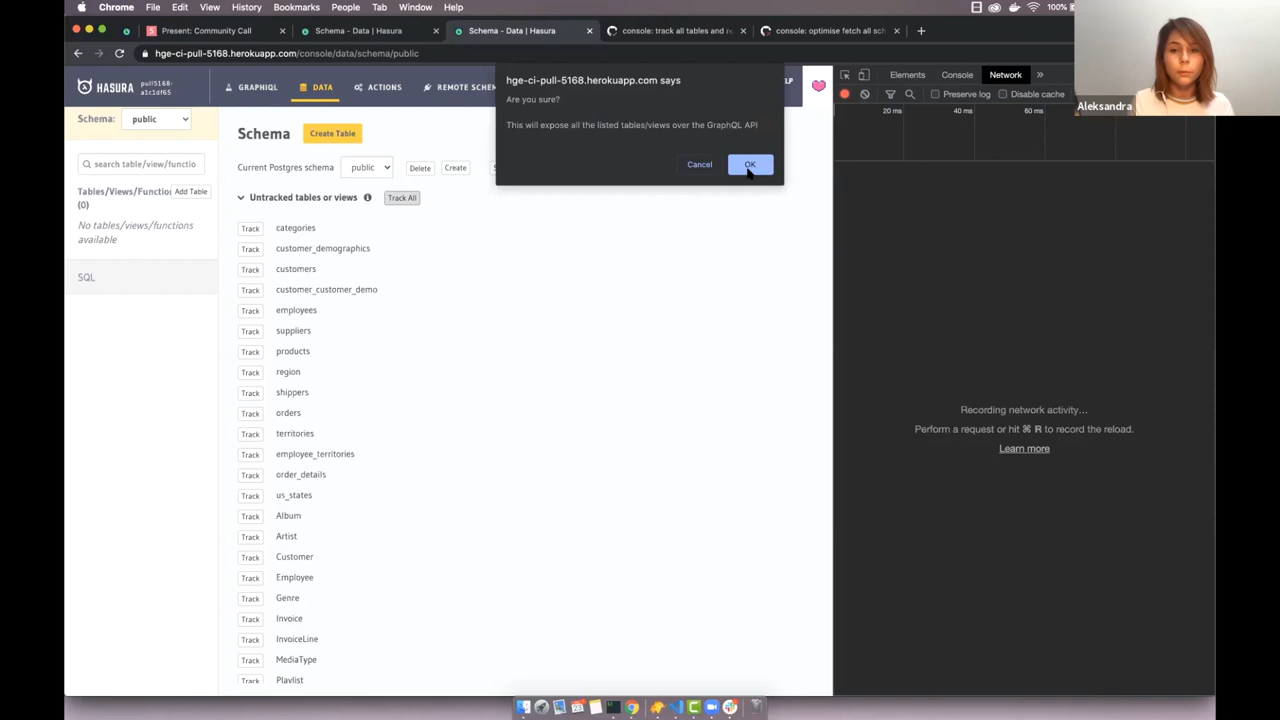 Chrome File Edit View History Bookmarks People Tab Window Help 100%
Present: Community Call Schema - Data | Hasura Schema - Data | Hasura console: track all tables and re console: optimise fetch all sch
hge-ci-pull-5168.herokuapp.com/console/data/schema/public
HASURA pull5168-a1c1df65 GRAPHIQL DATA ACTIONS REMOTE SCHEM LP
hge-ci-pull-5168.herokuapp.com says
Are you sure?
This will expose all the listed tables/views over the GraphQL API
Cancel OK
Elements Console Network
Preserve log Disable cache
20 ms 40 ms 60 ms
Aleksandra
Schema: public
search table/view/functio
Tables/Views/Function (0) Add Table
No tables/views/functions available
SQL
Schema Create Table
Current Postgres schema public Delete Create
Untracked tables or views Track All
Track categories
Track customer_demographics
Track customers
Track customer_customer_demo
Track employees
Track suppliers
Track products
Track region
Track shippers
Track orders
Track territories
Track employee_territories
Track order_details
Track us_states
Track Album
Track Artist
Track Customer
Track Employee
Track Genre
Track Invoice
Track InvoiceLine
Track MediaType
Track Playlist
Recording network activity…
Perform a request or hit ⌘ R to record the reload.
Learn more